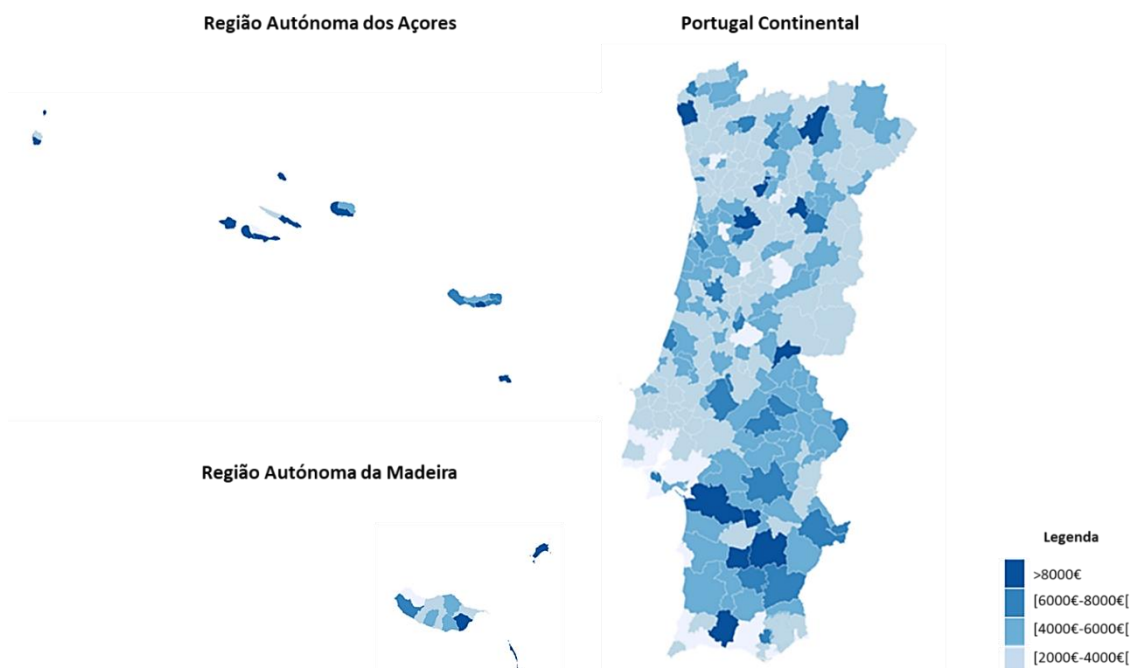 Região Autónoma dos Açores
Portugal Continental
Região Autónoma da Madeira
Legenda
>8000€
[6000€-8000€[
[4000€-6000€[
[2000€-4000€[